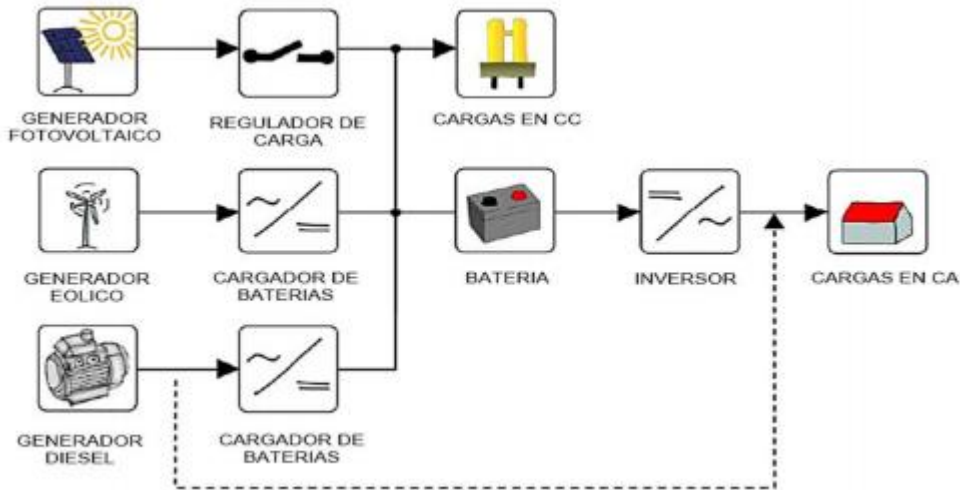 GENERADOR
FOTOVOLTAICO
REGULADOR DE
CARGA
CARGAS EN CC
GENERADOR
EOLICO
CARGADOR DE
BATERIAS
BATERIA
INVERSOR
CARGAS EN CA
GENERADOR
DIESEL
CARGADOR DE
BATERIAS